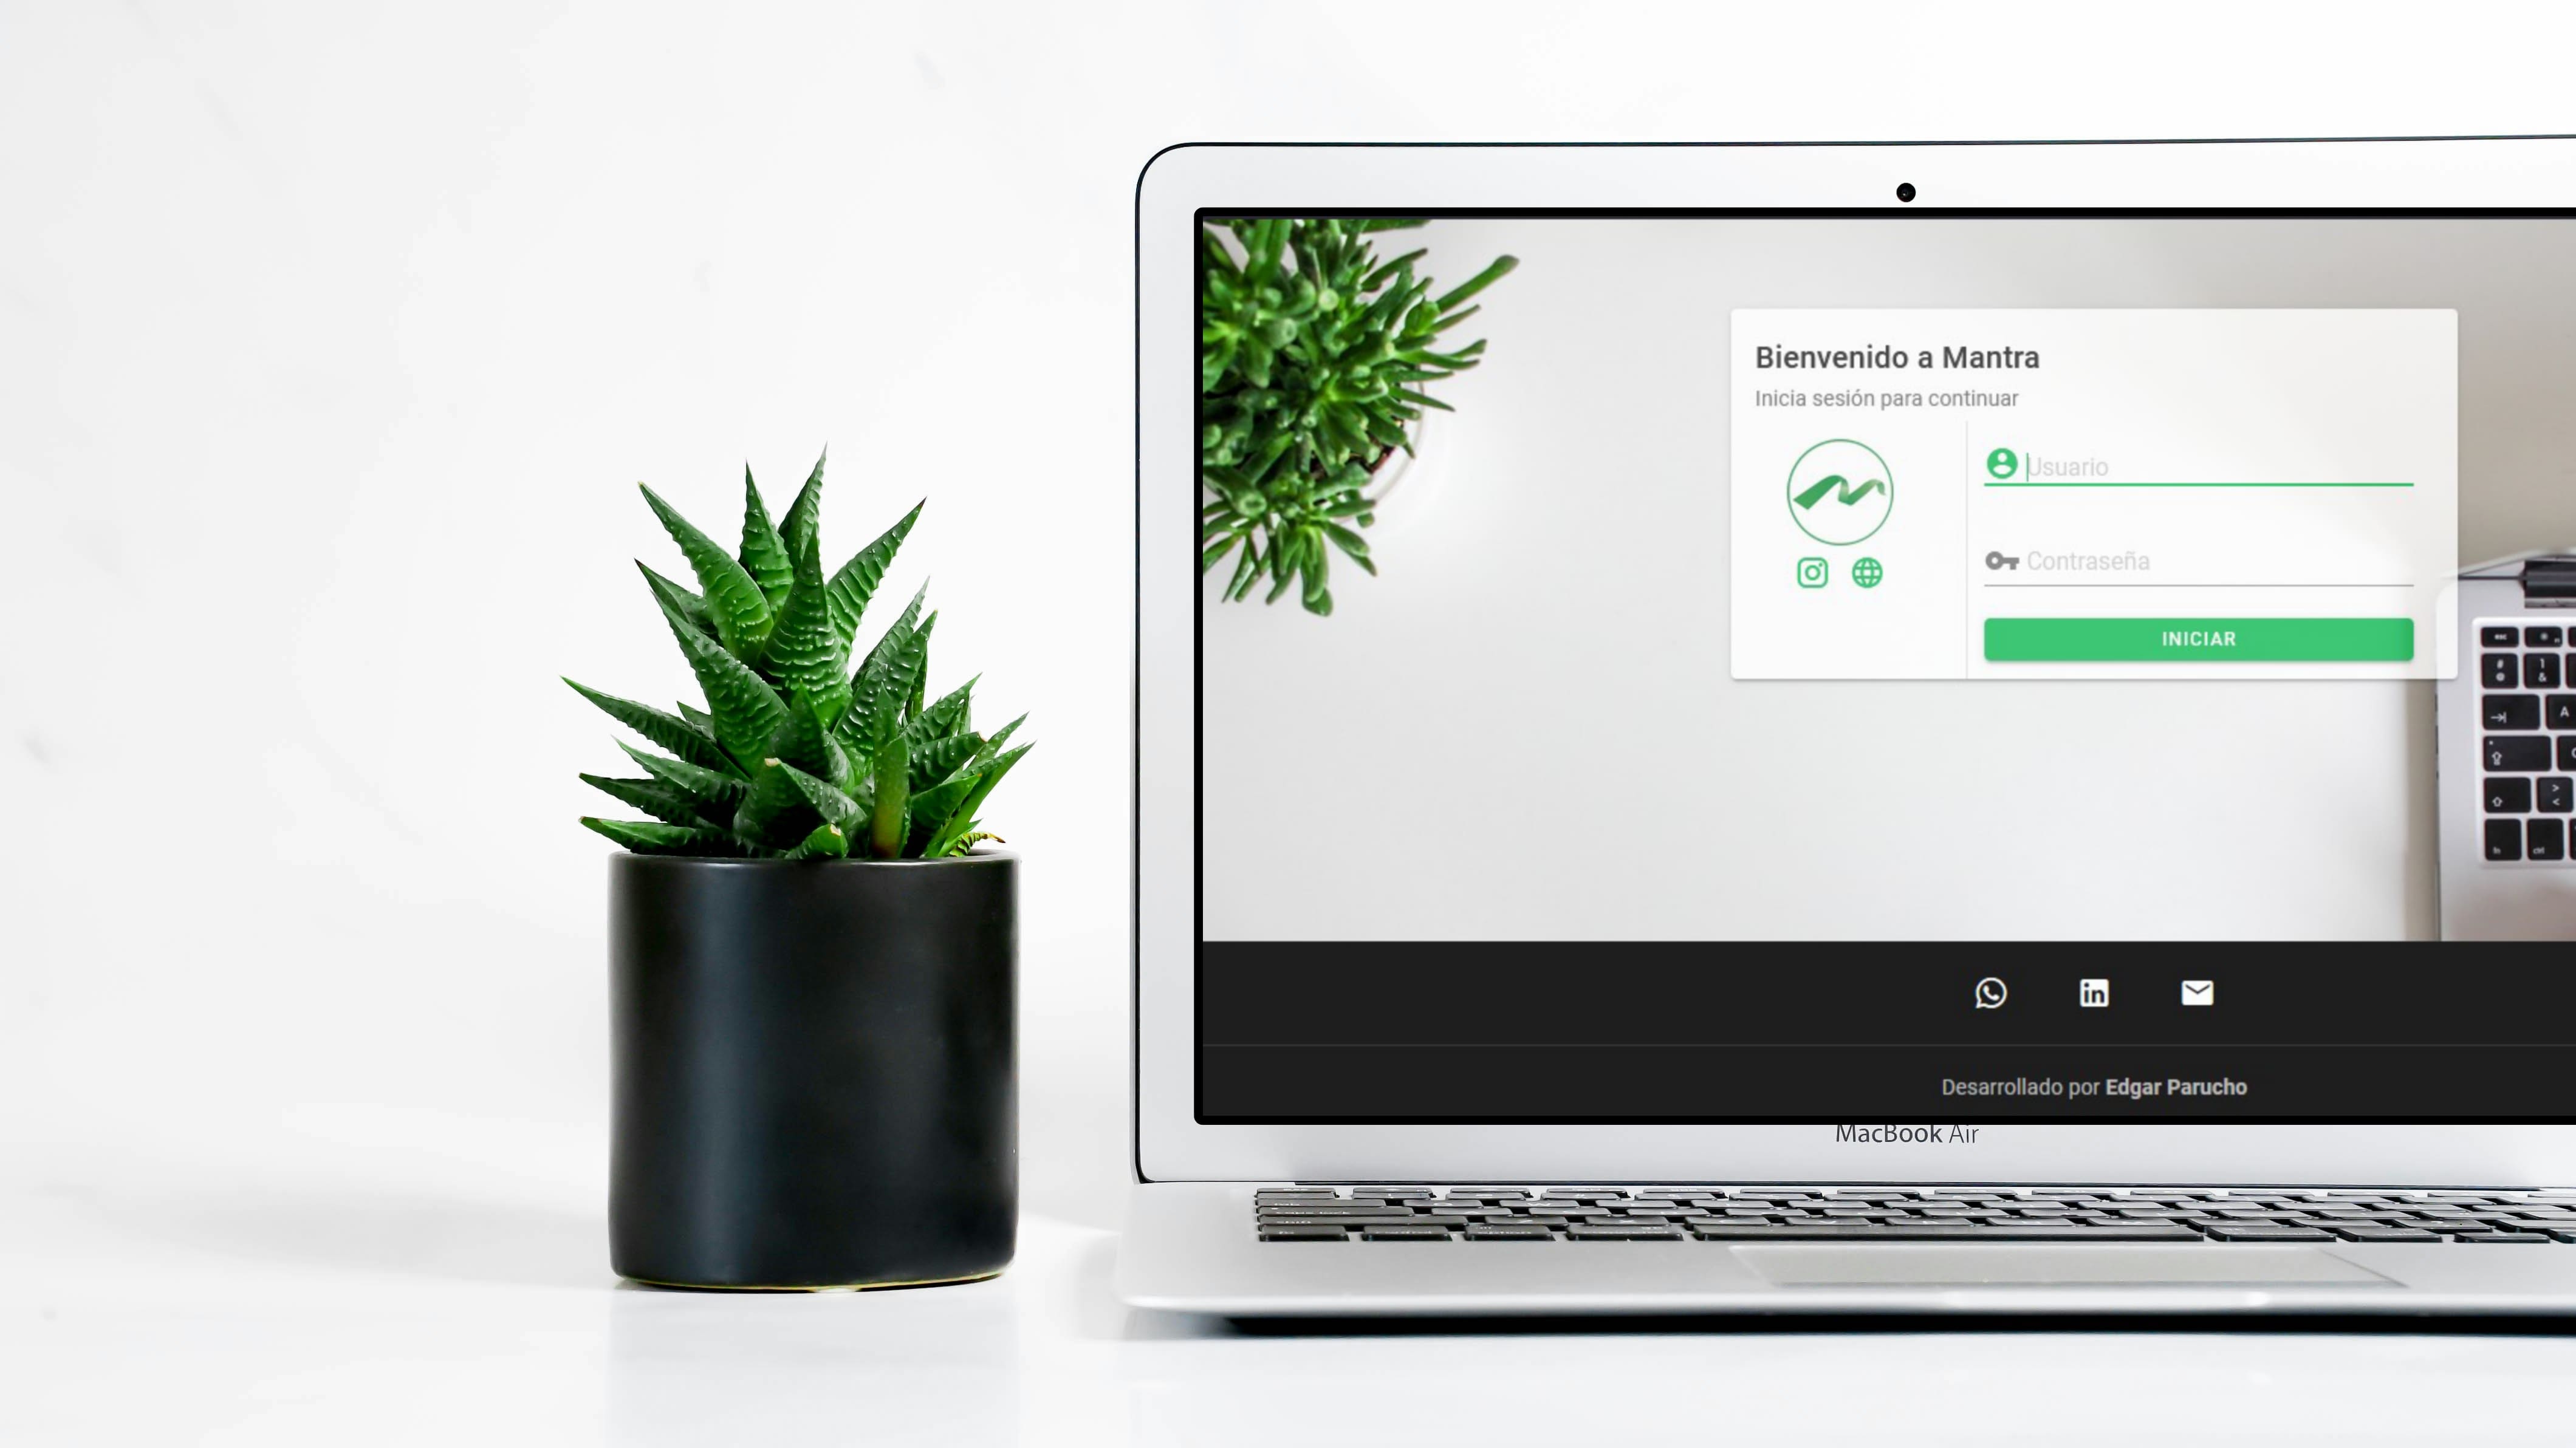 Bienvenido a Mantra
Inicia sesión para continuar
Usuario
Contraseña
INICIAR
Desarrollado por Edgar Parucho
MacBook Air